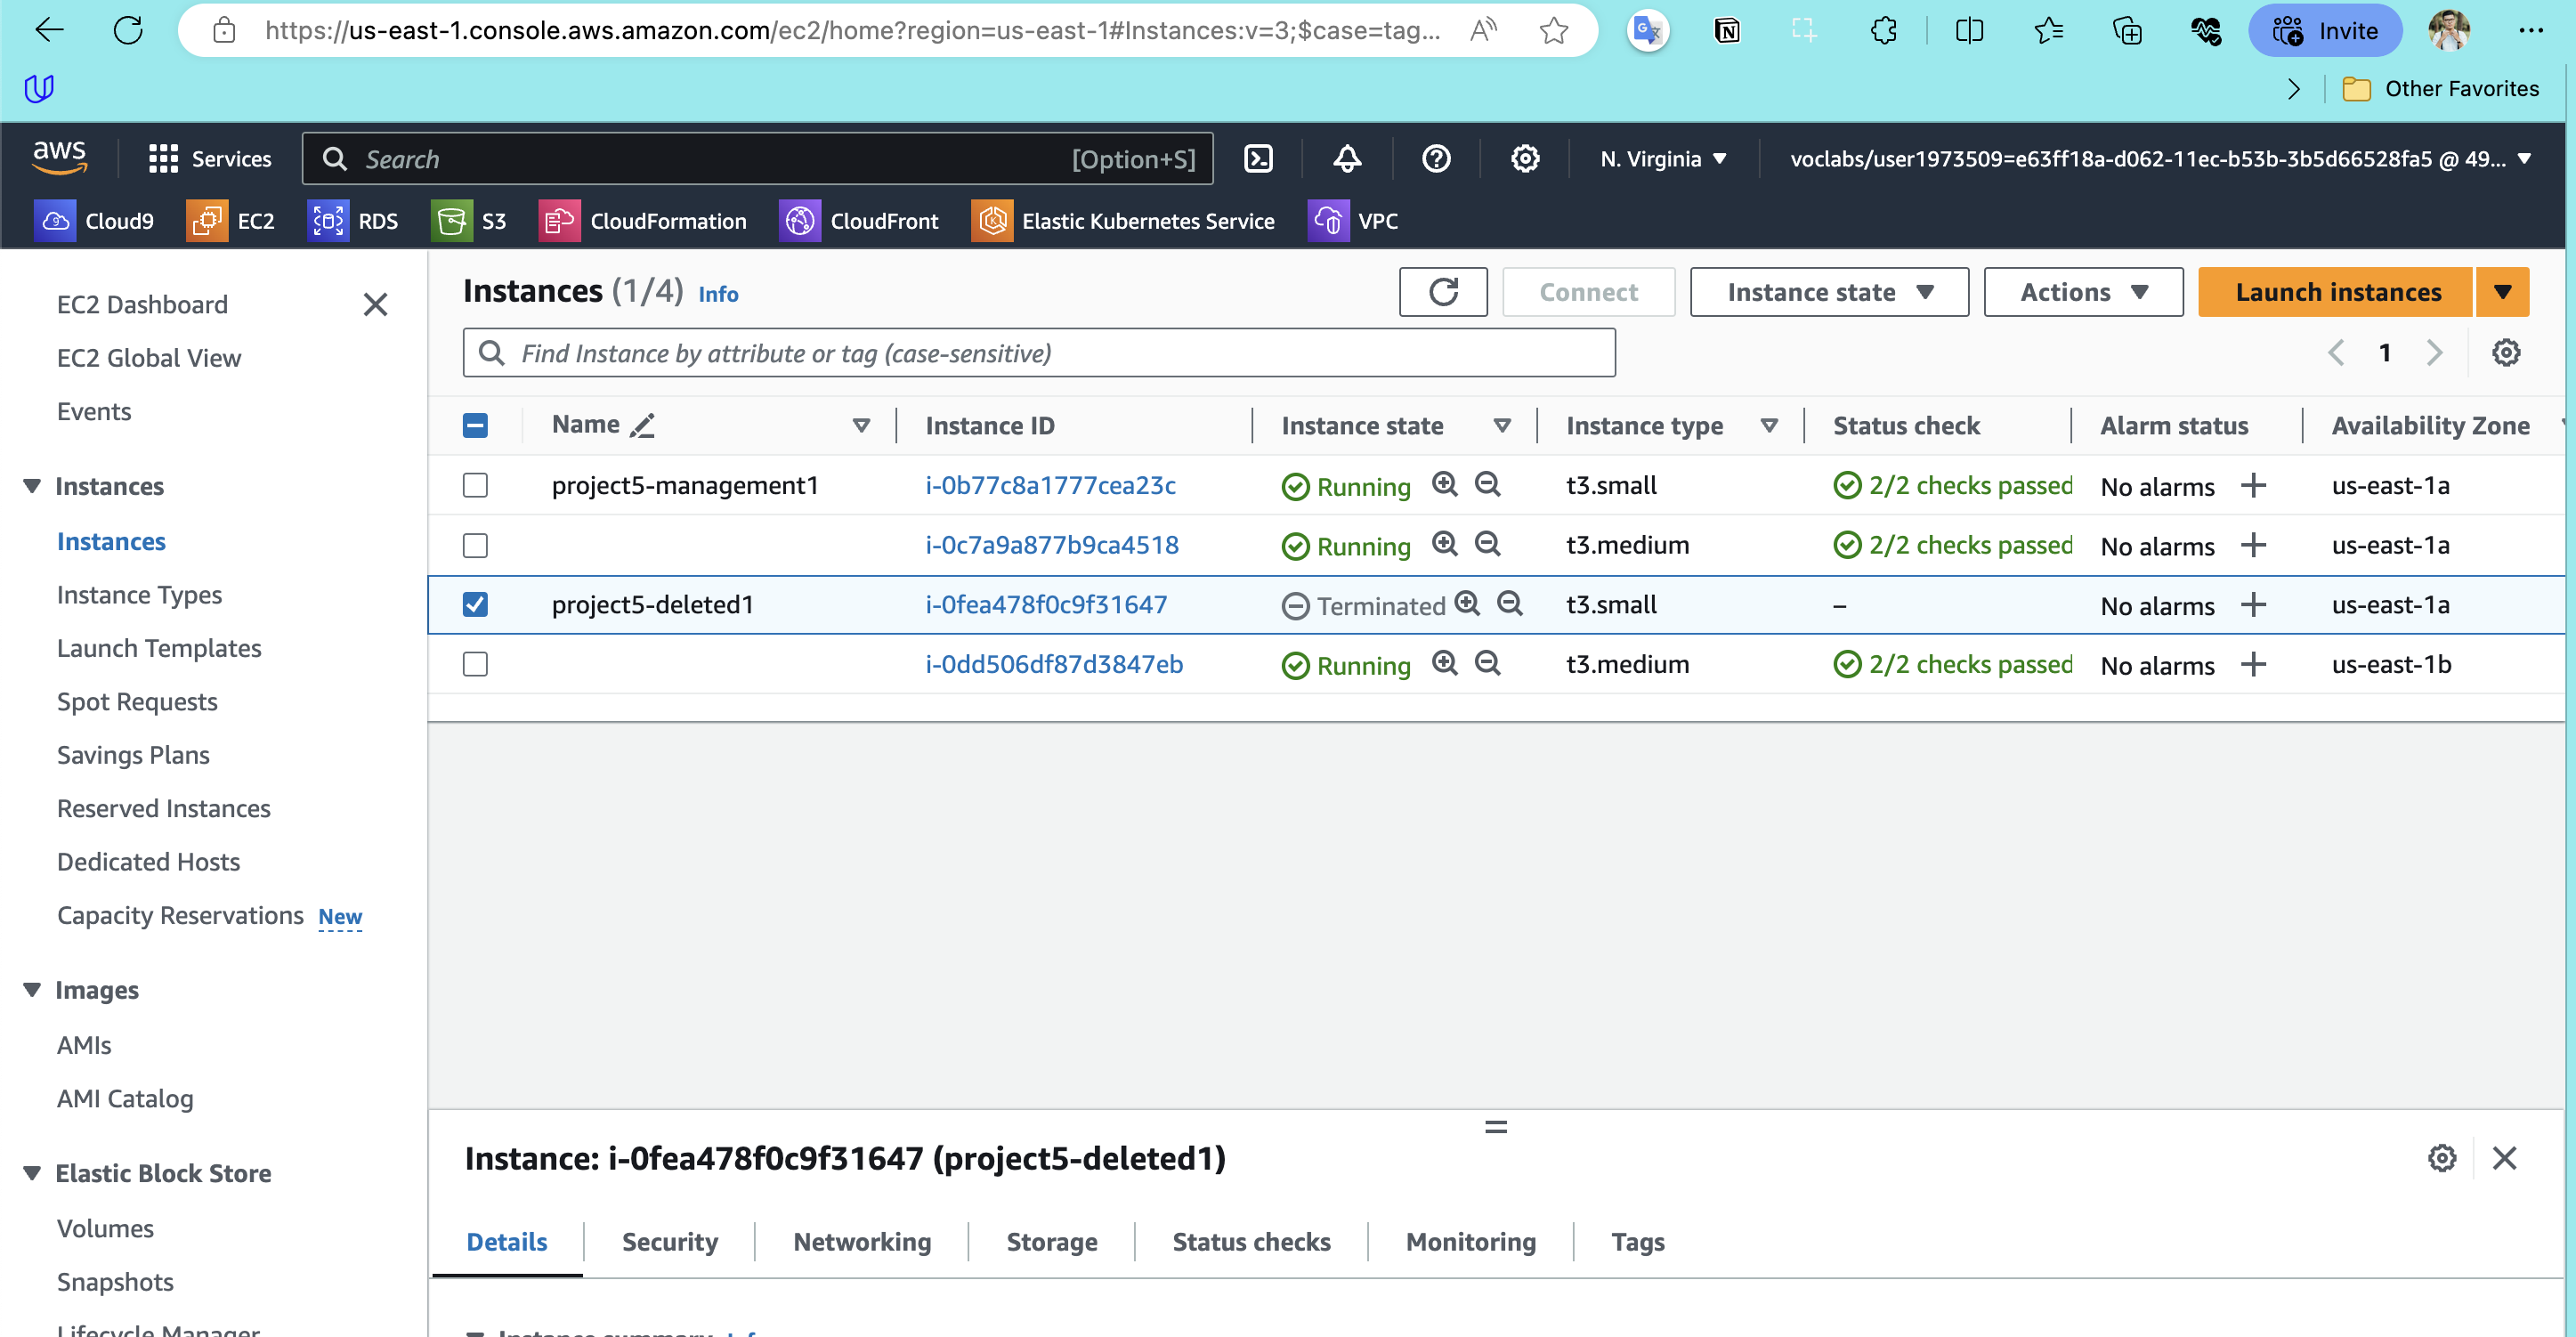 https://us-east-1.console.aws.amazon.com/ec2/home?region=us-east-1#Instances:v=3;$case=tag...
Invite
Other Favorites
aws
Services
Search
[Option+S]
N. Virginia
voclabs/user1973509=e63ff18a-d062-11ec-b53b-3b5d66528fa5 @ 49...
Cloud9
EC2
RDS
S3
CloudFormation
CloudFront
Elastic Kubernetes Service
VPC
EC2 Dashboard
EC2 Global View
Events
Instances
Instances
Instance Types
Launch Templates
Spot Requests
Savings Plans
Reserved Instances
Dedicated Hosts
Capacity Reservations New
Images
AMIs
AMI Catalog
Elastic Block Store
Volumes
Snapshots
Lifecycle Manager
Instances (1/4) Info
Connect
Instance state
Actions
Launch instances
Find Instance by attribute or tag (case-sensitive)
1
Name Instance ID Instance state Instance type Status check Alarm status Availability Zone
project5-management1 i-0b77c8a1777cea23c Running t3.small 2/2 checks passed No alarms + us-east-1a
i-0c7a9a877b9ca4518 Running t3.medium 2/2 checks passed No alarms + us-east-1a
project5-deleted1 i-0fea478f0c9f31647 Terminated t3.small – No alarms + us-east-1a
i-0dd506df87d3847eb Running t3.medium 2/2 checks passed No alarms + us-east-1b
Instance: i-0fea478f0c9f31647 (project5-deleted1)
Details
Security
Networking
Storage
Status checks
Monitoring
Tags
Instance summary Info